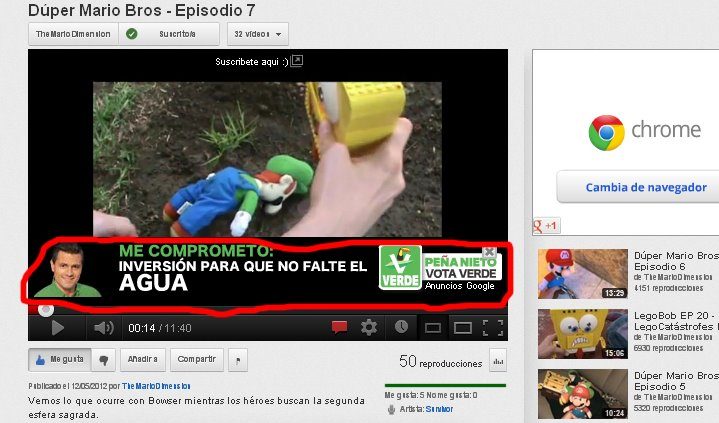 Dúper Mario Bros - Episodio 7
TheMarioDimension
Suscrito/a
32 vídeos
Suscribete aqui :)
ME COMPROMETO:
INVERSIÓN PARA QUE NO FALTE EL
AGUA
VERDE
PEÑA NIETO
VOTA VERDE
Anuncios Google
00:14 / 11:40
Me gusta
Añadir a
Compartir
50 reproducciones
Publicado el 12/05/2012 por TheMarioDimension
Vemos lo que ocurre con Bowser mientras los héroes buscan la segunda
esfera sagrada.
Me gusta: 5 No me gusta: 0
Artista: Survivor
chrome
Cambia de navegador
g +1
13:29
Dúper Mario Bros
Episodio 6
de TheMarioDimension
4151 reproducciones
15:06
LegoBob EP 20 -
LegoCatástrofes
de TheMarioDimension
6930 reproducciones
10:24
Dúper Mario Bros
Episodio 5
de TheMarioDimension
5320 reproducciones